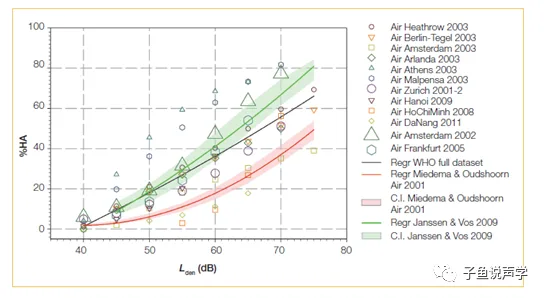 100
80
60
40
20
0
%HA
30
40
50
60
70
80
Lden (dB)
Air Heathrow 2003
Air Berlin-Tegel 2003
Air Amsterdam 2003
Air Arlanda 2003
Air Athens 2003
Air Malpensa 2003
Air Zurich 2001-2
Air Hanoi 2009
Air HoChiMinh 2008
Air DaNang 2011
Air Amsterdam 2002
Air Frankfurt 2005
Regr WHO full dataset
Regr Miedema & Oudshoorn
Air 2001
C.I. Miedema & Oudshoorn
Air 2001
Regr Janssen & Vos 2009
C.I. Janssen & Vos 2009
子鱼说声学